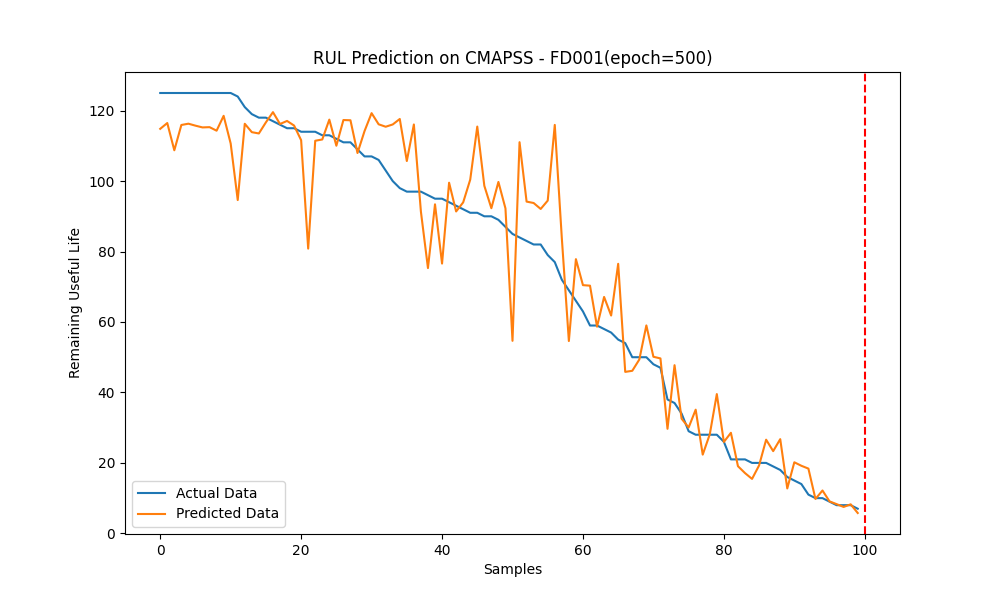 RUL Prediction on CMAPSS - FD001(epoch=500)
Remaining Useful Life
120
100
80
60
40
20
0
Actual Data
Predicted Data
0 20 40 60 80 100
Samples